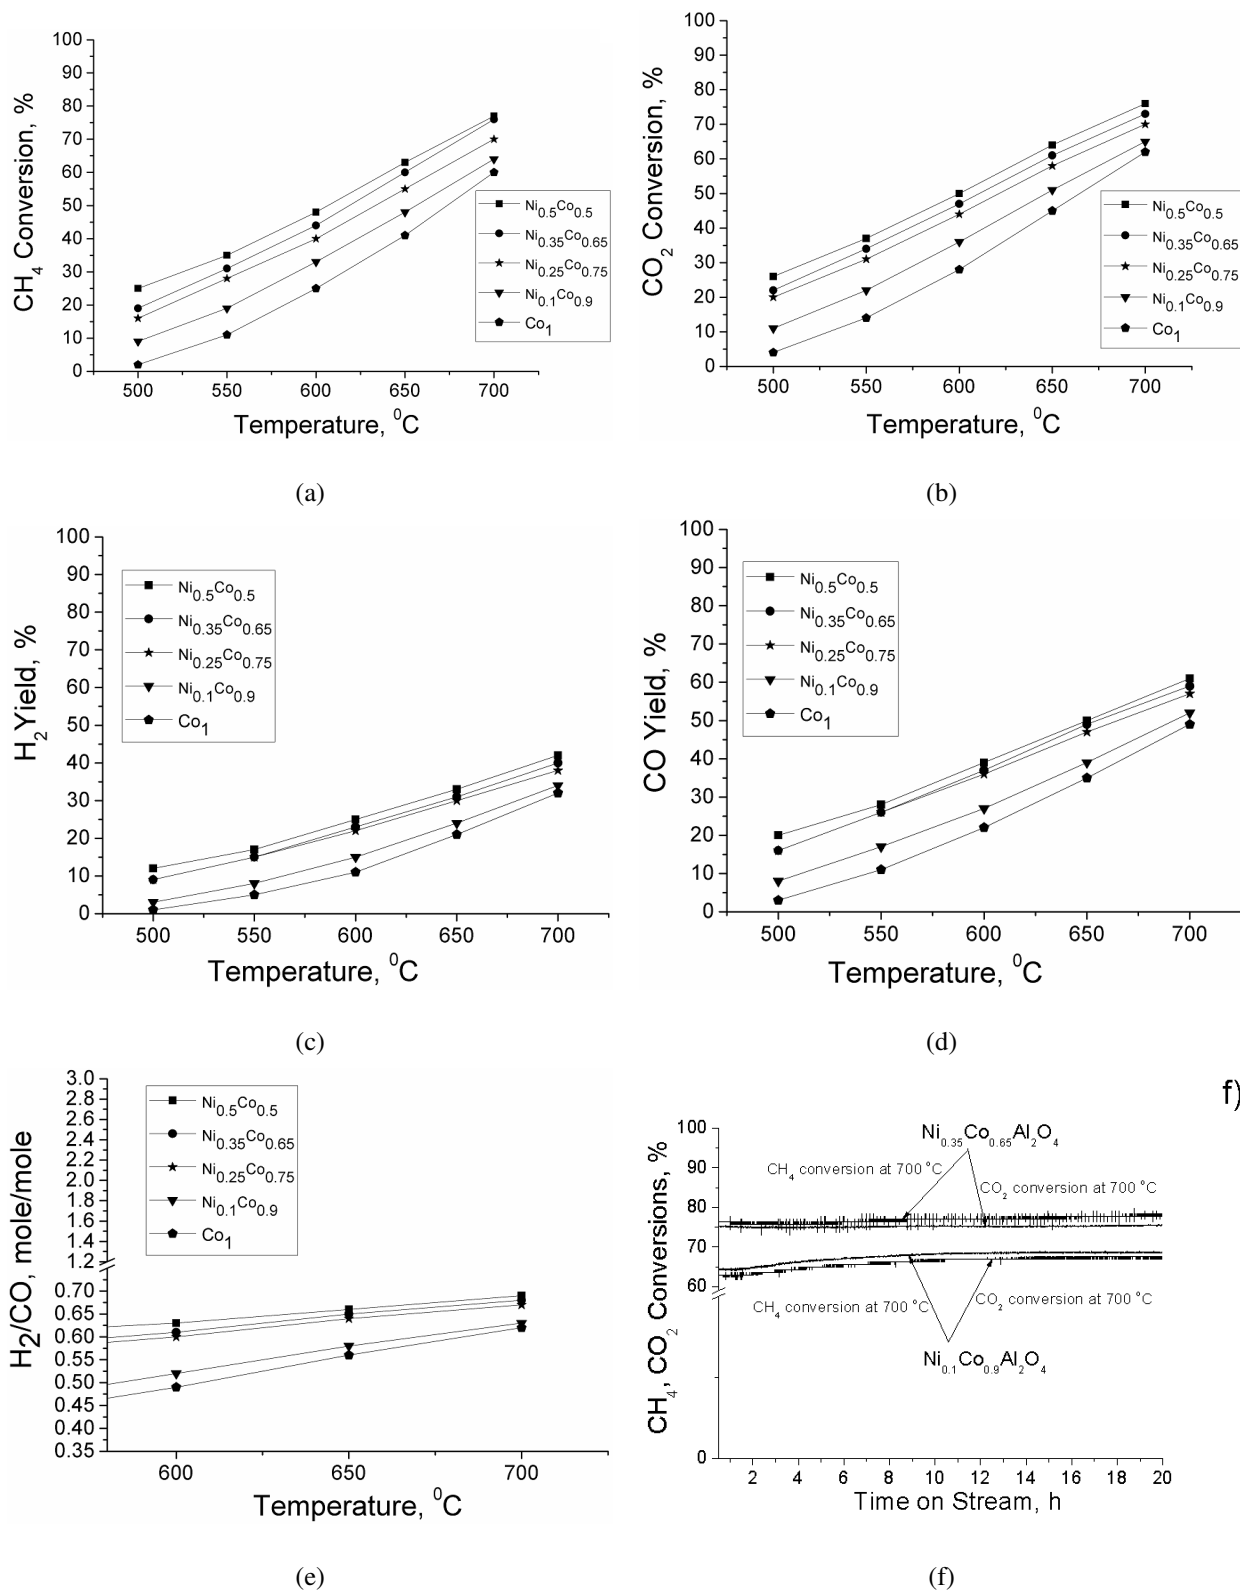 100
90
80
70
60
50
40
30
20
10
0
CH4 Conversion, %
Ni0.5Co0.5
Ni0.35Co0.65
Ni0.25Co0.75
Ni0.1Co0.9
Co1
500 550 600 650 700
Temperature, 0C
(a)
100
90
80
70
60
50
40
30
20
10
0
CO2 Conversion, %
Ni0.5Co0.5
Ni0.35Co0.65
Ni0.25Co0.75
Ni0.1Co0.9
Co1
500 550 600 650 700
Temperature, 0C
(b)
100
90
80
70
60
50
40
30
20
10
0
H2 Yield, %
Ni0.5Co0.5
Ni0.35Co0.65
Ni0.25Co0.75
Ni0.1Co0.9
Co1
500 550 600 650 700
Temperature, 0C
(c)
100
90
80
70
60
50
40
30
20
10
0
CO Yield, %
Ni0.5Co0.5
Ni0.35Co0.65
Ni0.25Co0.75
Ni0.1Co0.9
Co1
500 550 600 650 700
Temperature, 0C
(d)
3.0
2.8
2.6
2.4
2.2
2.0
1.8
1.6
1.4
1.2
0.70
0.65
0.60
0.55
0.50
0.45
0.40
0.35
H2/CO, mole/mole
Ni0.5Co0.5
Ni0.35Co0.65
Ni0.25Co0.75
Ni0.1Co0.9
Co1
600 650 700
Temperature, 0C
(e)
f)
100
90
80
70
60
0
CH4, CO2 Conversions, %
Ni0.35Co0.65Al2O4
CH4 conversion at 700 °C
CO2 conversion at 700 °C
CH4 conversion at 700 °C
CO2 conversion at 700 °C
Ni0.1Co0.9Al2O4
2 4 6 8 10 12 14 16 18 20
Time on Stream, h
(f)